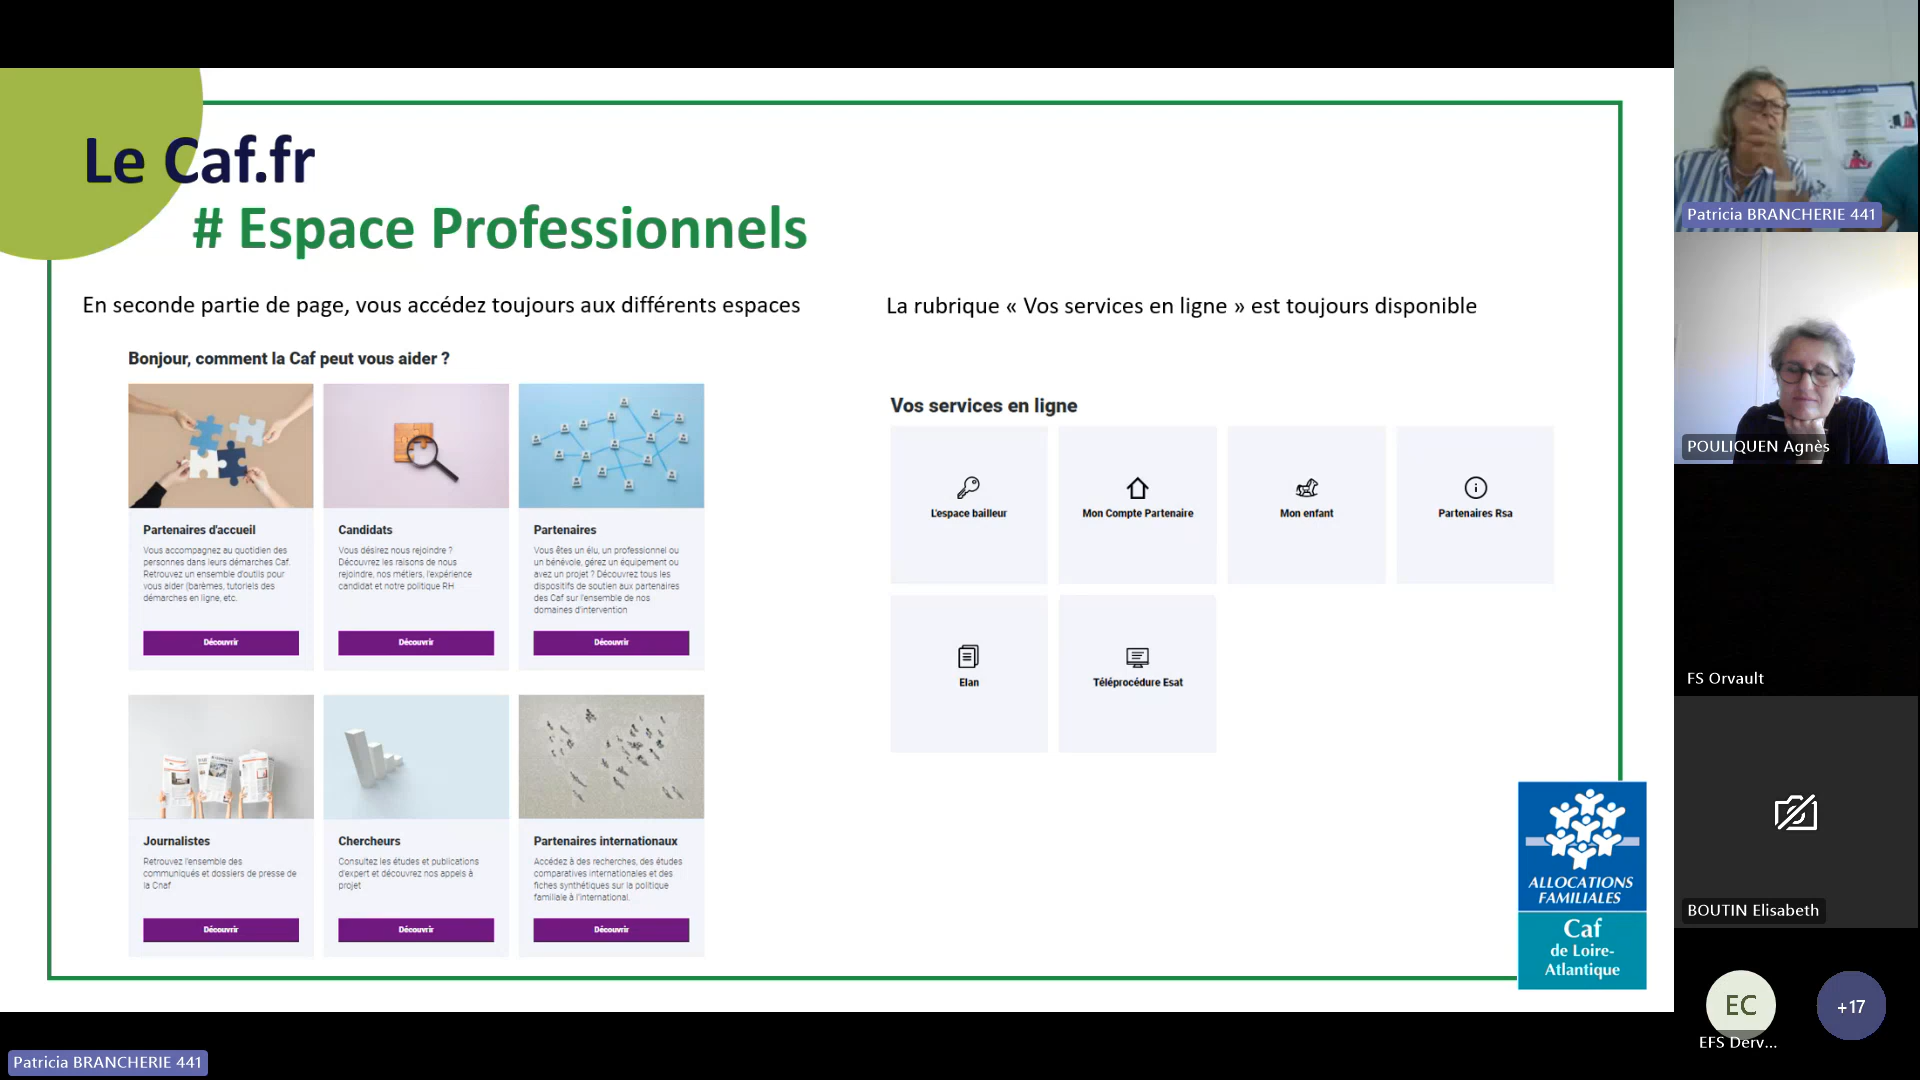 Le Caf.fr
# Espace Professionnels
En seconde partie de page, vous accédez toujours aux différents espaces
Bonjour, comment la Caf peut vous aider ?
Partenaires d'accueil
Vous accompagnez au quotidien des
personnes dans leurs démarches Caf.
Retrouvez un ensemble d'outils pour
vous aider (barèmes, tutoriels des
démarches en ligne, etc.
Découvrir
Candidats
Vous désirez nous rejoindre ?
Découvrez les raisons de nous
rejoindre, nos métiers, l'expérience
candidat et notre politique RH
Découvrir
Partenaires
Vous êtes un élu, un professionnel ou
un bénévole, gérez un équipement ou
avez un projet ? Découvrez tous les
dispositifs de soutien aux partenaires
des Caf sur l'ensemble de nos
domaines d'intervention
Découvrir
Journalistes
Retrouvez l'ensemble des
communiqués et dossiers de presse de
la Cnaf
Découvrir
Chercheurs
Consultez les études et publications
d'expert et découvrez nos appels à
projet
Découvrir
Partenaires internationaux
Accédez à des recherches, des études
comparatives internationales et des
fiches synthétiques sur la politique
familiale à l'international.
Découvrir
La rubrique « Vos services en ligne » est toujours disponible
Vos services en ligne
L'espace bailleur
Mon Compte Partenaire
Mon enfant
Partenaires Rsa
Elan
Téléprocédure Esat
ALLOCATIONS
FAMILIALES
Caf
de Loire-
Atlantique
Patricia BRANCHERIE 441
POULIQUEN Agnès
FS Orvault
BOUTIN Elisabeth
EC
EFS Derv...
+17
Patricia BRANCHERIE 441